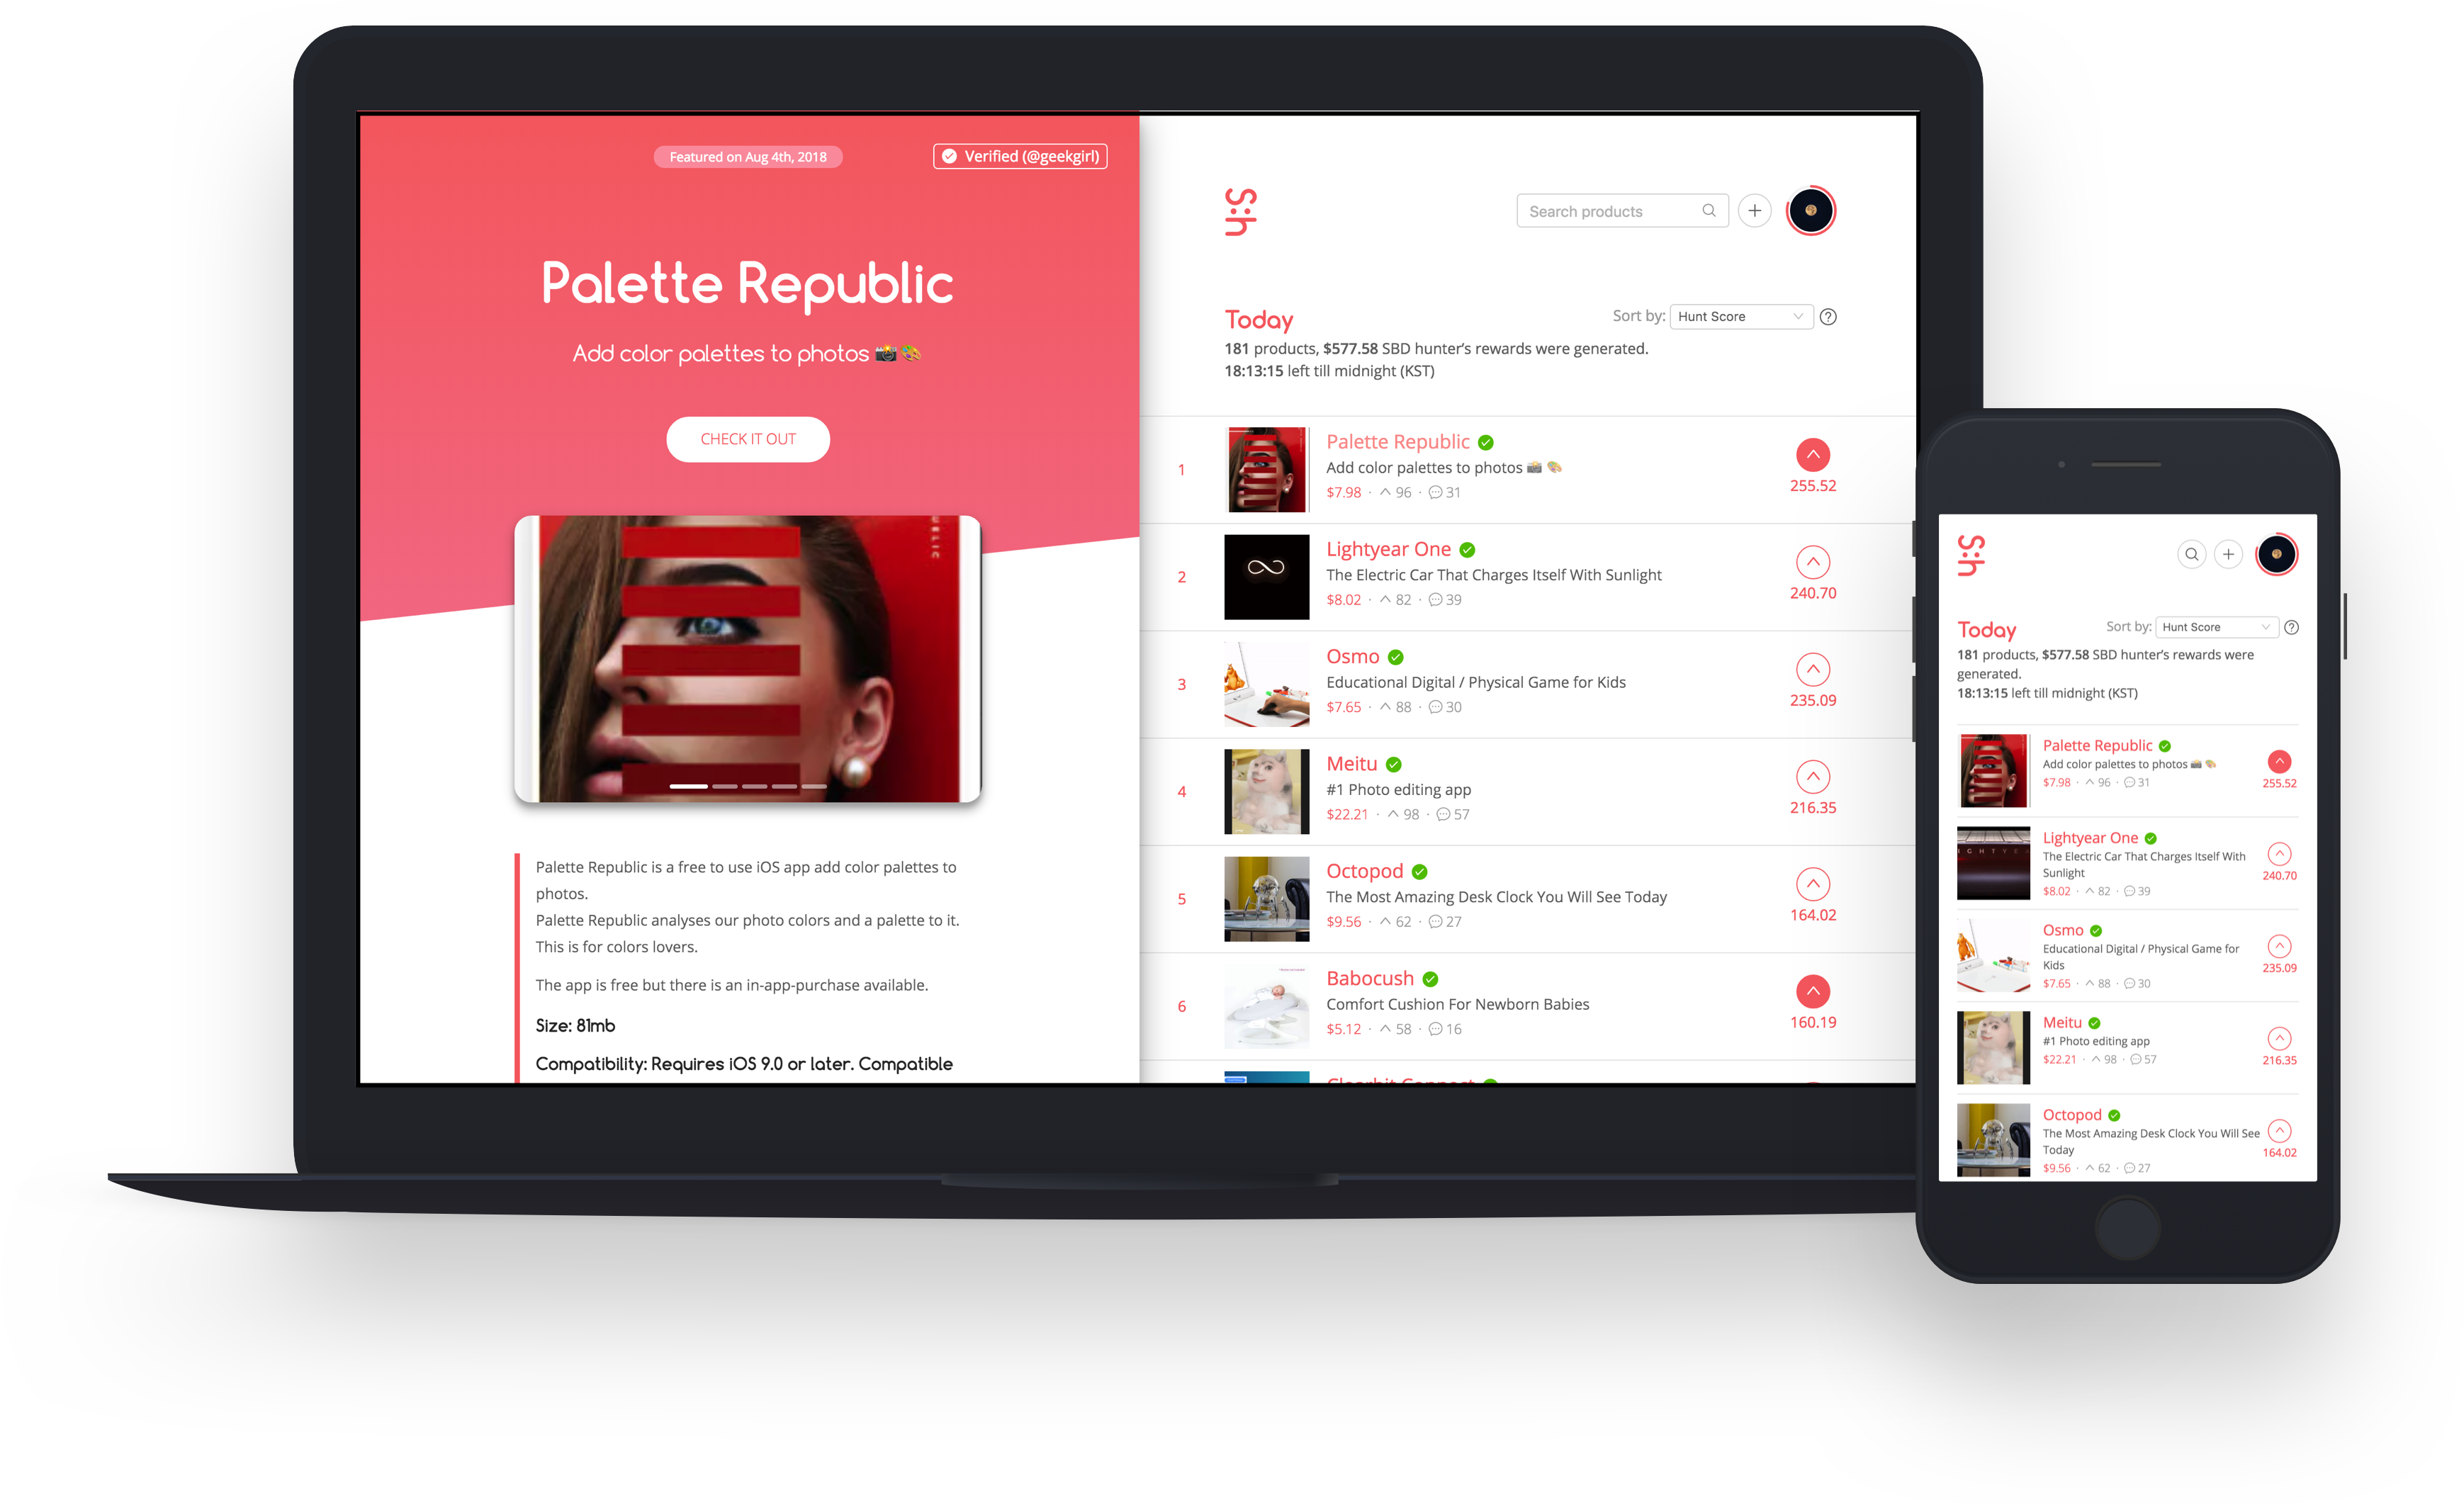 Featured on Aug 4th, 2018
Verified (@geekgirl)
Palette Republic
Add color palettes to photos 📸🎨
CHECK IT OUT
Palette Republic is a free to use iOS app add color palettes to
photos.
Palette Republic analyses our photo colors and a palette to it.
This is for colors lovers.
The app is free but there is an in-app-purchase available.
Size: 81mb
Compatibility: Requires iOS 9.0 or later. Compatible
S:h
Search products
Today
Sort by: Hunt Score
181 products, $577.58 SBD hunter’s rewards were generated.
18:13:15 left till midnight (KST)
1
Palette Republic
Add color palettes to photos 📸🎨
$7.98 · 96 · 31
255.52
2
Lightyear One
The Electric Car That Charges Itself With Sunlight
$8.02 · 82 · 39
240.70
3
Osmo
Educational Digital / Physical Game for Kids
$7.65 · 88 · 30
235.09
4
Meitu
#1 Photo editing app
$22.21 · 98 · 57
216.35
5
Octopod
The Most Amazing Desk Clock You Will See Today
$9.56 · 62 · 27
164.02
6
Babocush
Comfort Cushion For Newborn Babies
$5.12 · 58 · 16
160.19
S:h
Today
Sort by: Hunt Score
181 products, $577.58 SBD hunter’s rewards were
generated.
18:13:15 left till midnight (KST)
Palette Republic
Add color palettes to photos 📸🎨
$7.98 · 96 · 31
255.52
Lightyear One
The Electric Car That Charges Itself With
Sunlight
$8.02 · 82 · 39
240.70
Osmo
Educational Digital / Physical Game for
Kids
$7.65 · 88 · 30
235.09
Meitu
#1 Photo editing app
$22.21 · 98 · 57
216.35
Octopod
The Most Amazing Desk Clock You Will See
Today
$9.56 · 62 · 27
164.02